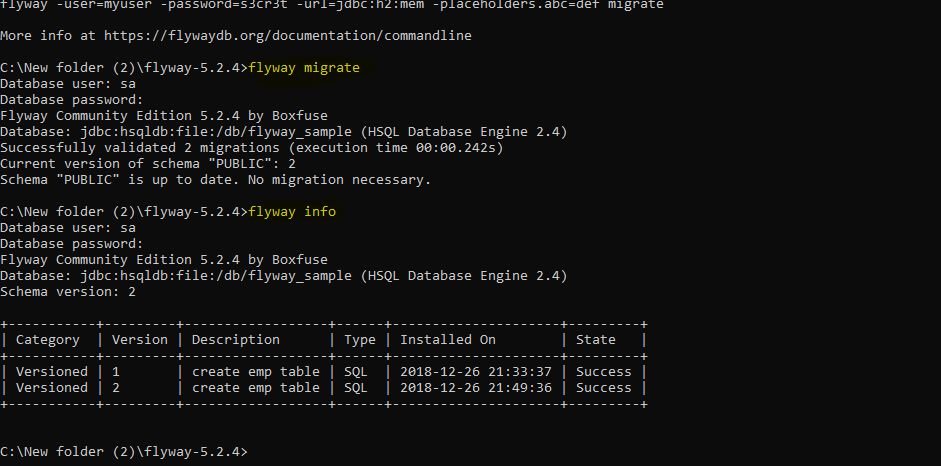 flyway -user=myuser -password=s3cr3t -url=jdbc:h2:mem -placeholders.abc=def migrate
More info at https://flywaydb.org/documentation/commandline
C:\New folder (2)\flyway-5.2.4>flyway migrate
Database user: sa
Database password:
Flyway Community Edition 5.2.4 by Boxfuse
Database: jdbc:hsqldb:file:/db/flyway_sample (HSQL Database Engine 2.4)
Successfully validated 2 migrations (execution time 00:00.242s)
Current version of schema "PUBLIC": 2
Schema "PUBLIC" is up to date. No migration necessary.
C:\New folder (2)\flyway-5.2.4>flyway info
Database user: sa
Database password:
Flyway Community Edition 5.2.4 by Boxfuse
Database: jdbc:hsqldb:file:/db/flyway_sample (HSQL Database Engine 2.4)
Schema version: 2
+-----------+---------+------------------+------+---------------------+---------+
| Category  | Version | Description      | Type | Installed On        | State   |
+-----------+---------+------------------+------+---------------------+---------+
| Versioned | 1       | create emp table | SQL  | 2018-12-26 21:33:37 | Success |
| Versioned | 2       | create emp table | SQL  | 2018-12-26 21:49:36 | Success |
+-----------+---------+------------------+------+---------------------+---------+
C:\New folder (2)\flyway-5.2.4>